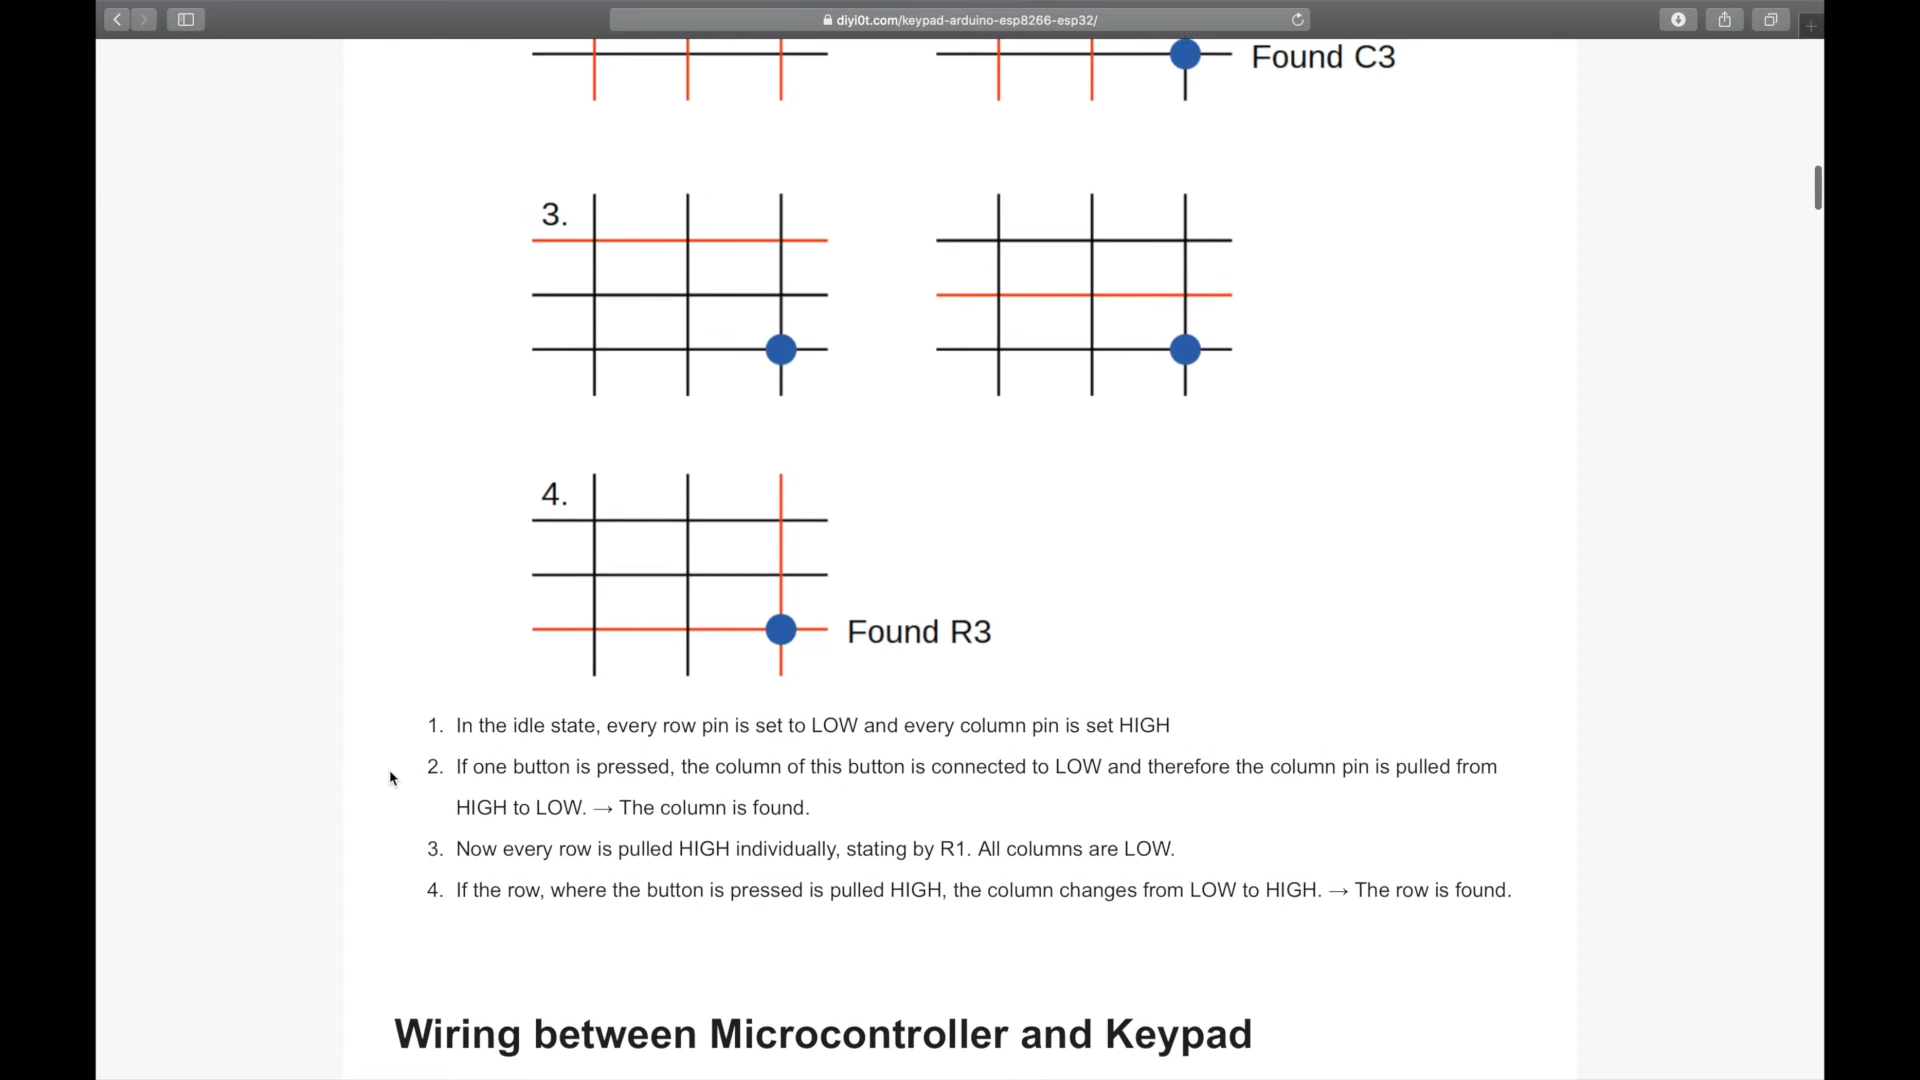 diyi0t.com/keypad-arduino-esp8266-esp32/
Found C3
3.
4.
Found R3
1. In the idle state, every row pin is set to LOW and every column pin is set HIGH
2. If one button is pressed, the column of this button is connected to LOW and therefore the column pin is pulled from
HIGH to LOW. → The column is found.
3. Now every row is pulled HIGH individually, stating by R1. All columns are LOW.
4. If the row, where the button is pressed is pulled HIGH, the column changes from LOW to HIGH. → The row is found.
Wiring between Microcontroller and Keypad